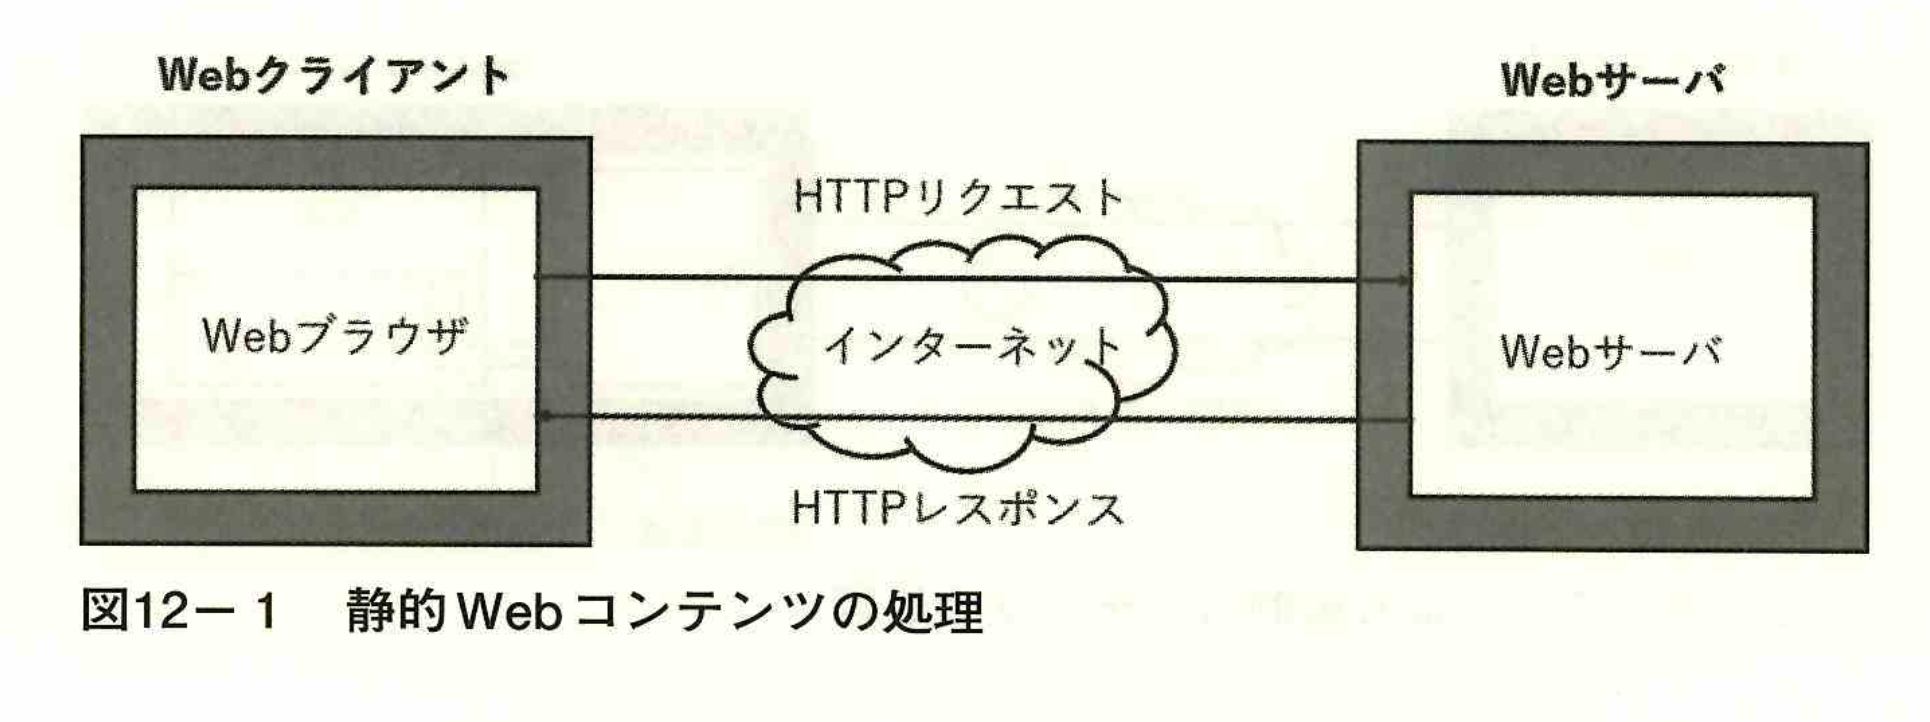 Webクライアント
Webサーバ
HTTPリクエスト
Webブラウザ
インターネット
Webサーバ
HTTPレスポンス
図12－1　静的Webコンテンツの処理